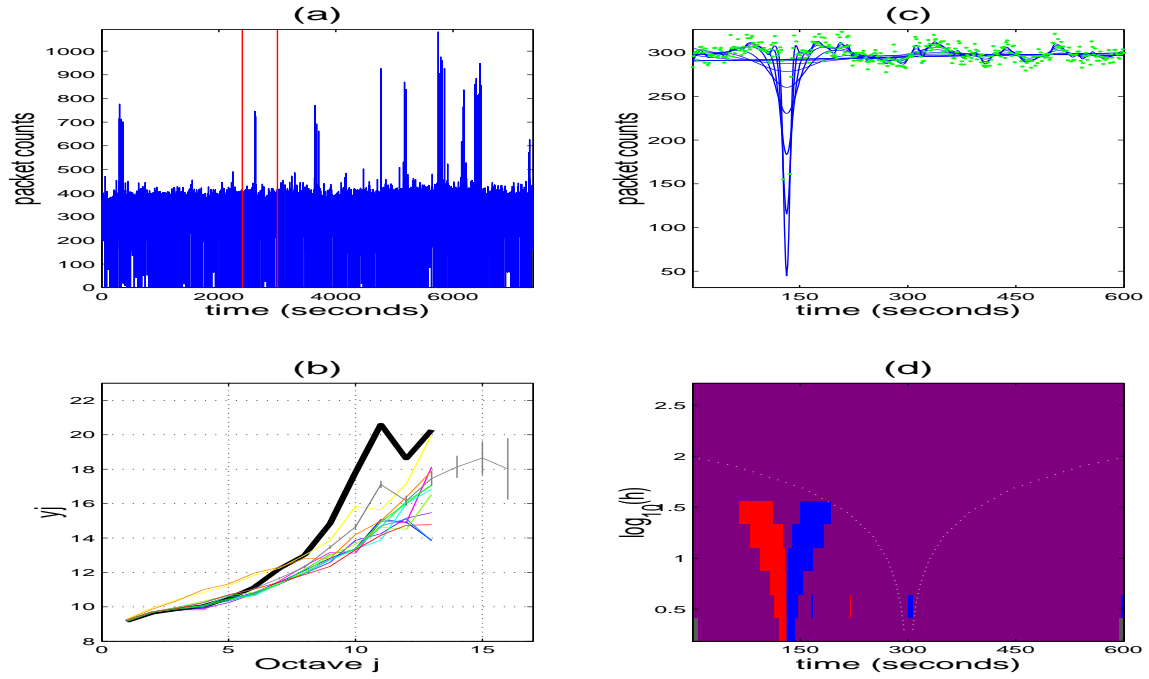 (a)
1000
900
800
700
600
500
400
300
200
100
0
packet counts
0 2000 4000 6000
time (seconds)
(c)
300
250
200
150
100
50
packet counts
150 300 450 600
time (seconds)
(b)
22
20
18
16
14
12
10
8
yj
0 5 10 15
Octave j
(d)
2.5
2
1.5
1
0.5
log10(h)
150 300 450 600
time (seconds)